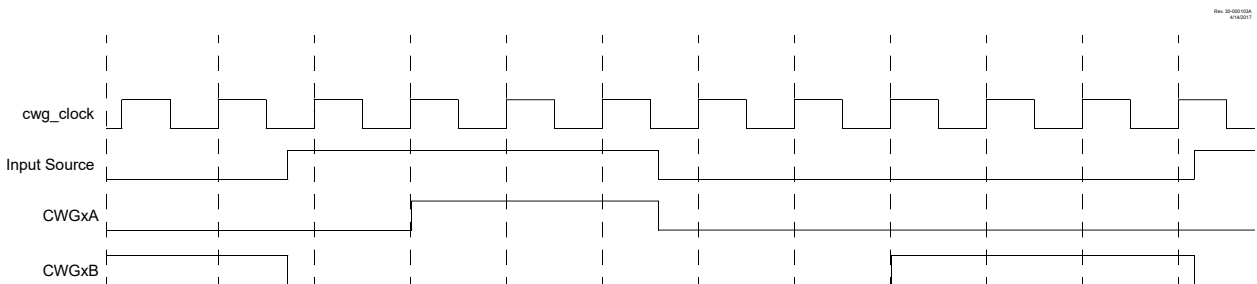 Rev. 30-000103A
4/14/2017
cwg_clock
Input Source
CWGxA
CWGxB